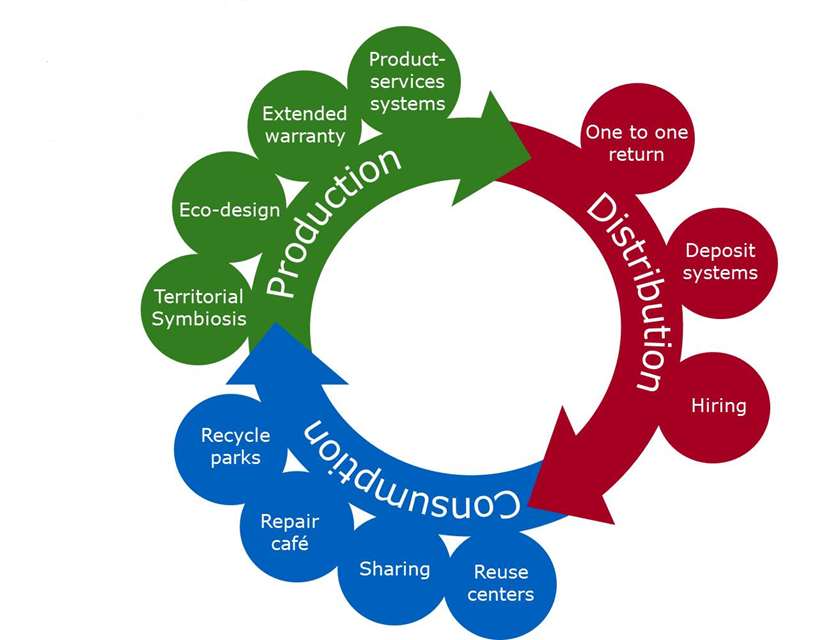 Product-
services
systems
Extended
warranty
Eco-design
Territorial
Symbiosis
Production
One to one
return
Deposit
systems
Hiring
Distribution
Reuse
centers
Sharing
Repair
café
Recycle
parks
Consumption